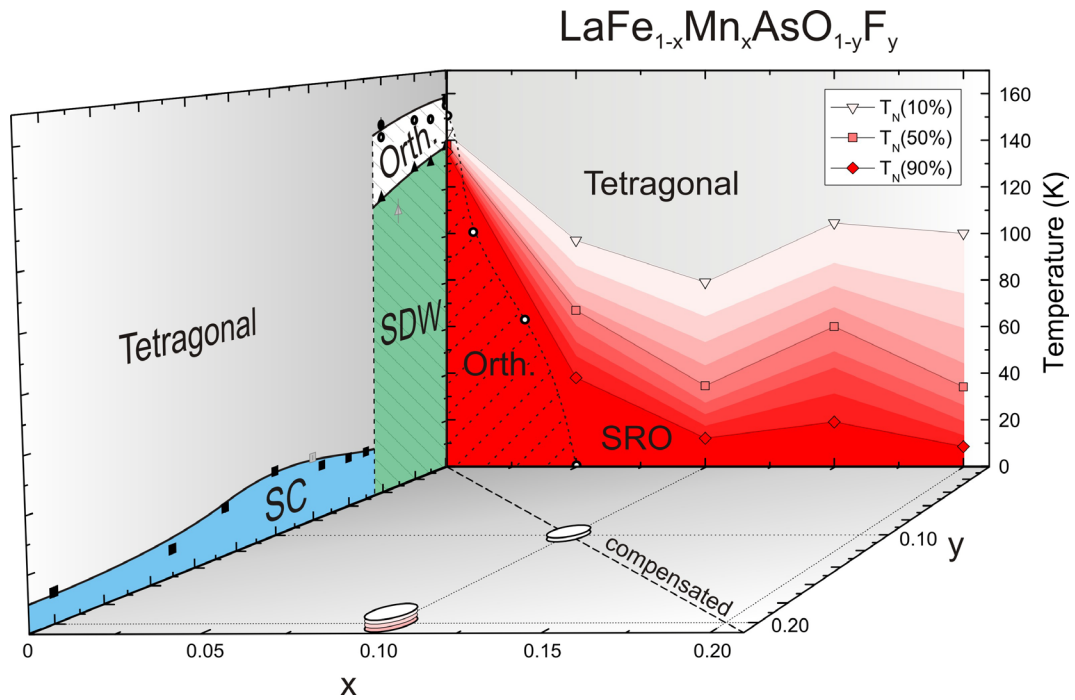 LaFe1-xMnxAsO1-yFy
160
TN(10%)
140
TN(50%)
Orth.
120
TN(90%)
Tetragonal
100
80
Temperature (K)
Tetragonal
SDW
60
Orth.
40
SRO
20
SC
0
compensated
0.10
y
0.20
0
0.05
0.10
0.15
0.20
x